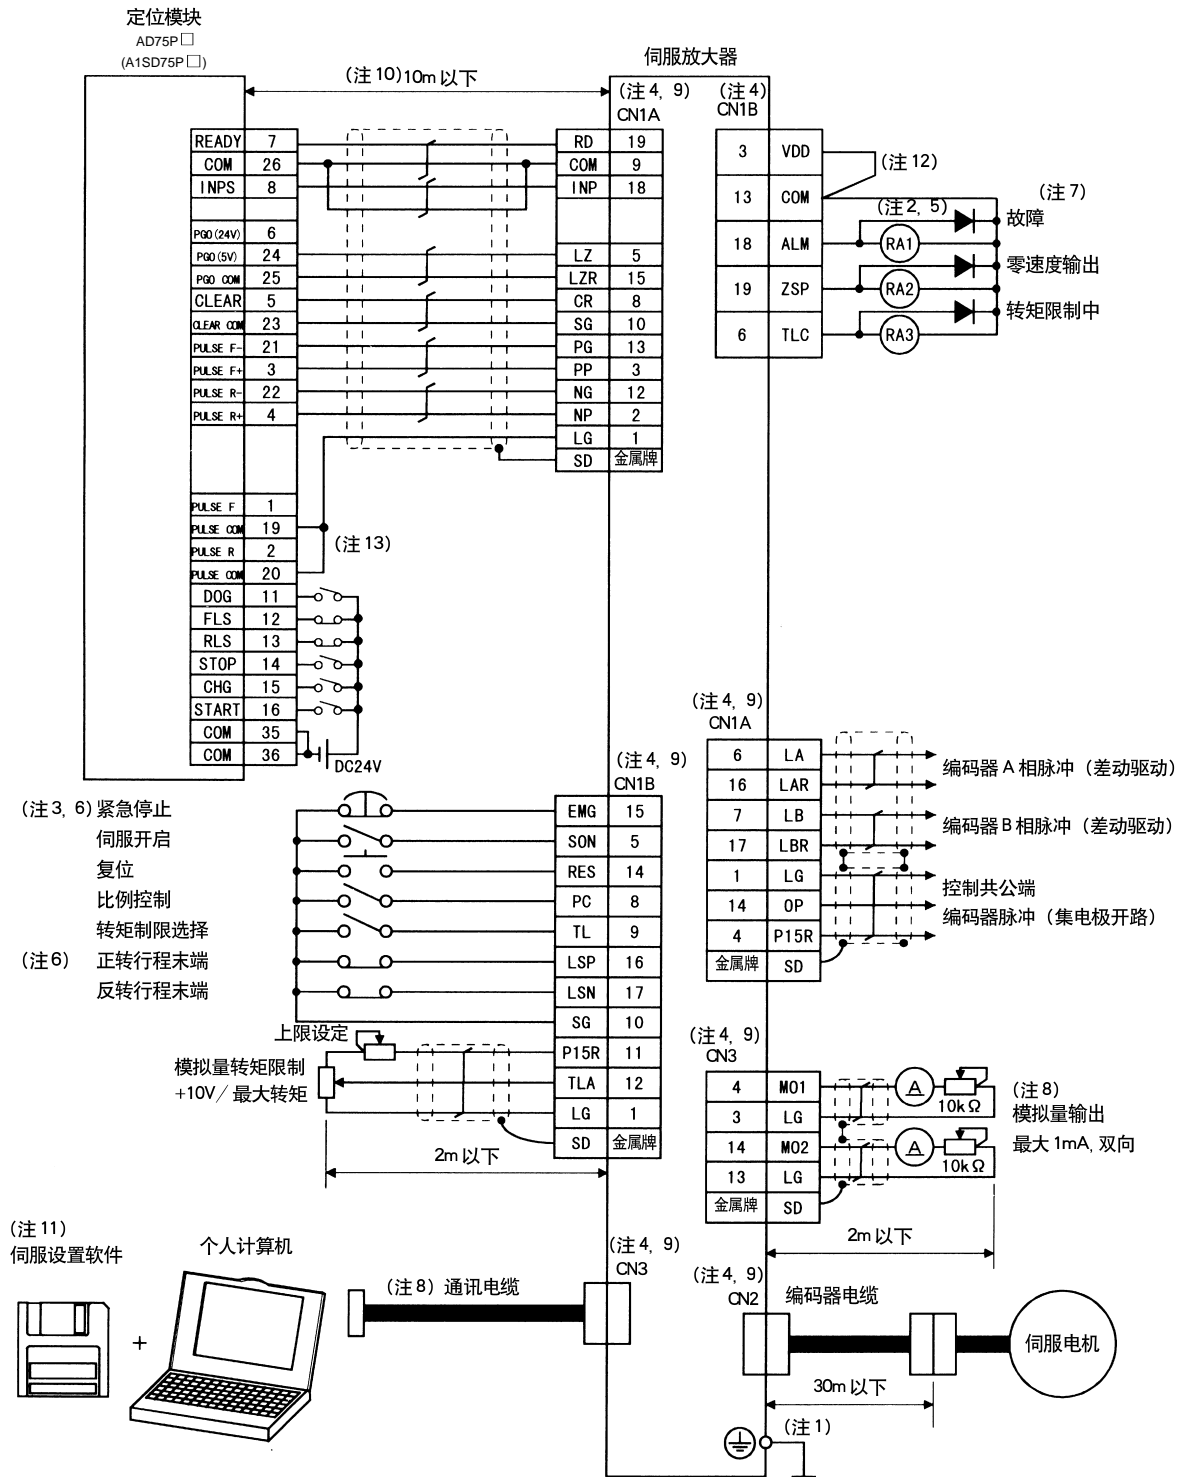 定位模块
AD75P□
(A1SD75P□)
伺服放大器
(注10)10m以下
(注4, 9)
CN1A
(注4)
CN1B
READY 7
COM 26
INPS 8
PGO(24V) 6
PGO(5V) 24
PGO COM 25
CLEAR 5
CLEAR COM 23
PULSE F- 21
PULSE F+ 3
PULSE R- 22
PULSE R+ 4
PULSE F 1
PULSE COM 19
PULSE R 2
PULSE COM 20
DOG 11
FLS 12
RLS 13
STOP 14
CHG 15
START 16
COM 35
COM 36
DC24V
(注13)
RD 19
COM 9
INP 18
LZ 5
LZR 15
CR 8
SG 10
PG 13
PP 3
NG 12
NP 2
LG 1
SD 金属牌
3 VDD
13 COM
18 ALM
19 ZSP
6 TLC
(注12)
(注2, 5)
(注7)
RA1
RA2
RA3
故障
零速度输出
转矩限制中
(注4, 9)
CN1A
6 LA
16 LAR
7 LB
17 LBR
1 LG
14 OP
4 P15R
金属牌 SD
编码器A相脉冲（差动驱动）
编码器B相脉冲（差动驱动）
控制共公端
编码器脉冲（集电极开路）
(注4, 9)
CN1B
(注3, 6)紧急停止
伺服开启
复位
比例控制
转矩制限选择
(注6) 正转行程末端
反转行程末端
EMG 15
SON 5
RES 14
PC 8
TL 9
LSP 16
LSN 17
SG 10
P15R 11
TLA 12
LG 1
SD 金属牌
上限设定
模拟量转矩限制
+10V/最大转矩
2m以下
(注4, 9)
CN3
4 MO1
3 LG
14 MO2
13 LG
金属牌 SD
A
10kΩ
A
10kΩ
(注8)
模拟量输出
最大1mA,双向
2m以下
(注11)
伺服设置软件
+
个人计算机
(注8) 通讯电缆
(注4, 9)
CN3
(注4, 9)
CN2
编码器电缆
伺服电机
30m以下
(注1)